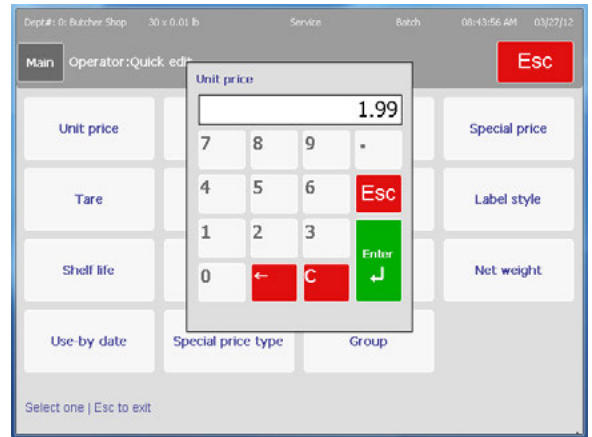 Dept#: 0: Butcher Shop 30 x 0.01 lb Service Batch 08:43:56 AM 03/27/12
Main Operator:Quick edit Esc
Unit price
1.99
7 8 9 .
4 5 6 Esc
1 2 3 Enter
0 ← C ↵
Unit price Special price
Tare Label style
Shelf life Net weight
Use-by date Special price type Group
Select one | Esc to exit